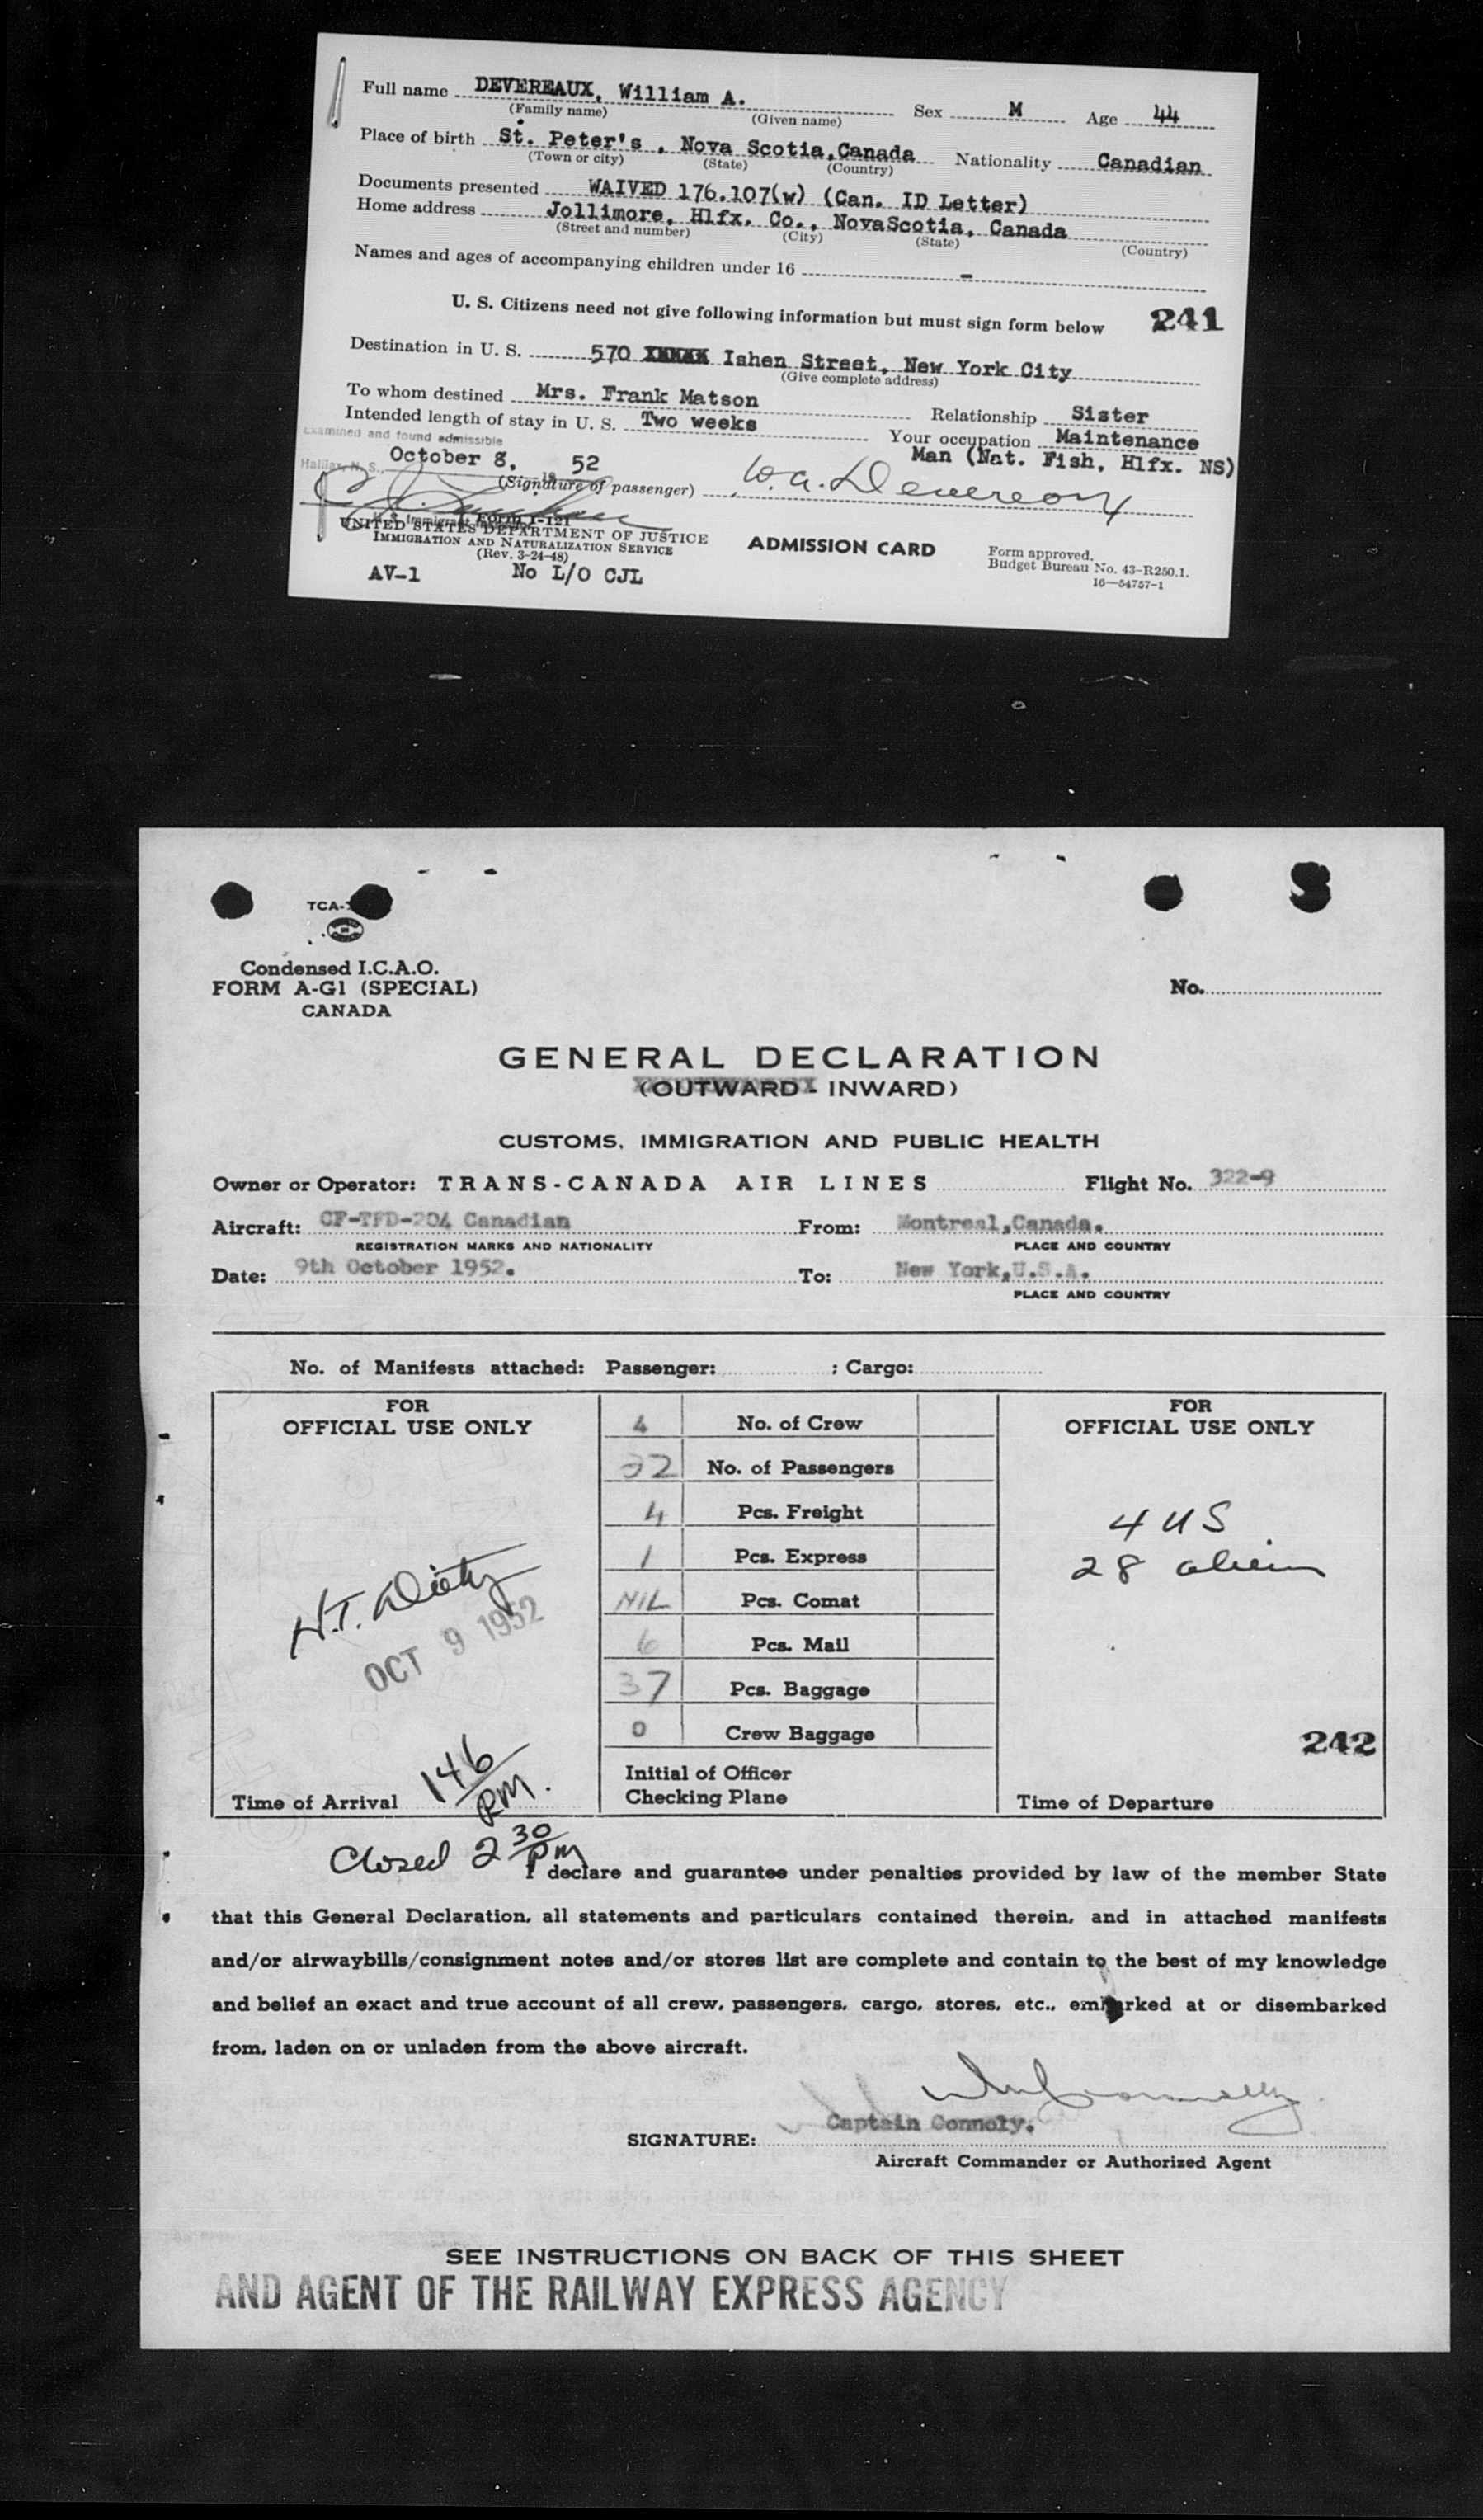 Full name DEVEREAUX, William A. Sex M Age 44
(Family name) (Given name)
Place of birth St. Peter's , Nova Scotia,Canada Nationality Canadian
(Town or city) (State) (Country)
Documents presented WAIVED 176.107(w) (Can. ID Letter)
Home address Jollimore, Hlfx. Co., NovaScotia, Canada
(Street and number) (City) (State) (Country)
Names and ages of accompanying children under 16 -
U. S. Citizens need not give following information but must sign form below 241
Destination in U. S. 570 Ishen Street, New York City
(Give complete address)
To whom destined Mrs. Frank Matson Relationship Sister
Intended length of stay in U. S. Two weeks Your occupation Maintenance
Man (Nat. Fish, Hlfx. NS)
Examined and found admissible
Halifax, N. S., October 8, 19 52
(Signature of passenger) W. A. Devereaux
Form I-121
UNITED STATES DEPARTMENT OF JUSTICE
IMMIGRATION AND NATURALIZATION SERVICE
(Rev. 3-24-48)
ADMISSION CARD
Form approved.
Budget Bureau No. 43-R250.1.
16—54757-1
AV-1 No L/O CJL
TCA-
Condensed I.C.A.O.
FORM A-G1 (SPECIAL)
CANADA
No.
GENERAL DECLARATION
(OUTWARD - INWARD)
CUSTOMS, IMMIGRATION AND PUBLIC HEALTH
Owner or Operator: TRANS-CANADA AIR LINES Flight No. 322-9
Aircraft: CF-TFD-204 Canadian From: Montreal,Canada.
REGISTRATION MARKS AND NATIONALITY PLACE AND COUNTRY
Date: 9th October 1952. To: New York,U.S.A.
PLACE AND COUNTRY
No. of Manifests attached: Passenger: ; Cargo:
FOR
OFFICIAL USE ONLY
H.T.
OCT 9 1952
Time of Arrival 146 PM.
4 No. of Crew
32 No. of Passengers
4 Pcs. Freight
1 Pcs. Express
NIL Pcs. Comat
6 Pcs. Mail
37 Pcs. Baggage
0 Crew Baggage
Initial of Officer
Checking Plane
FOR
OFFICIAL USE ONLY
4 US
28 alien
242
Time of Departure
Closed 2 30 PM
I declare and guarantee under penalties provided by law of the member State
that this General Declaration, all statements and particulars contained therein, and in attached manifests
and/or airwaybills/consignment notes and/or stores list are complete and contain to the best of my knowledge
and belief an exact and true account of all crew, passengers, cargo, stores, etc., embarked at or disembarked
from, laden on or unladen from the above aircraft.
Captain Connoly.
SIGNATURE:
Aircraft Commander or Authorized Agent
SEE INSTRUCTIONS ON BACK OF THIS SHEET
AND AGENT OF THE RAILWAY EXPRESS AGENCY